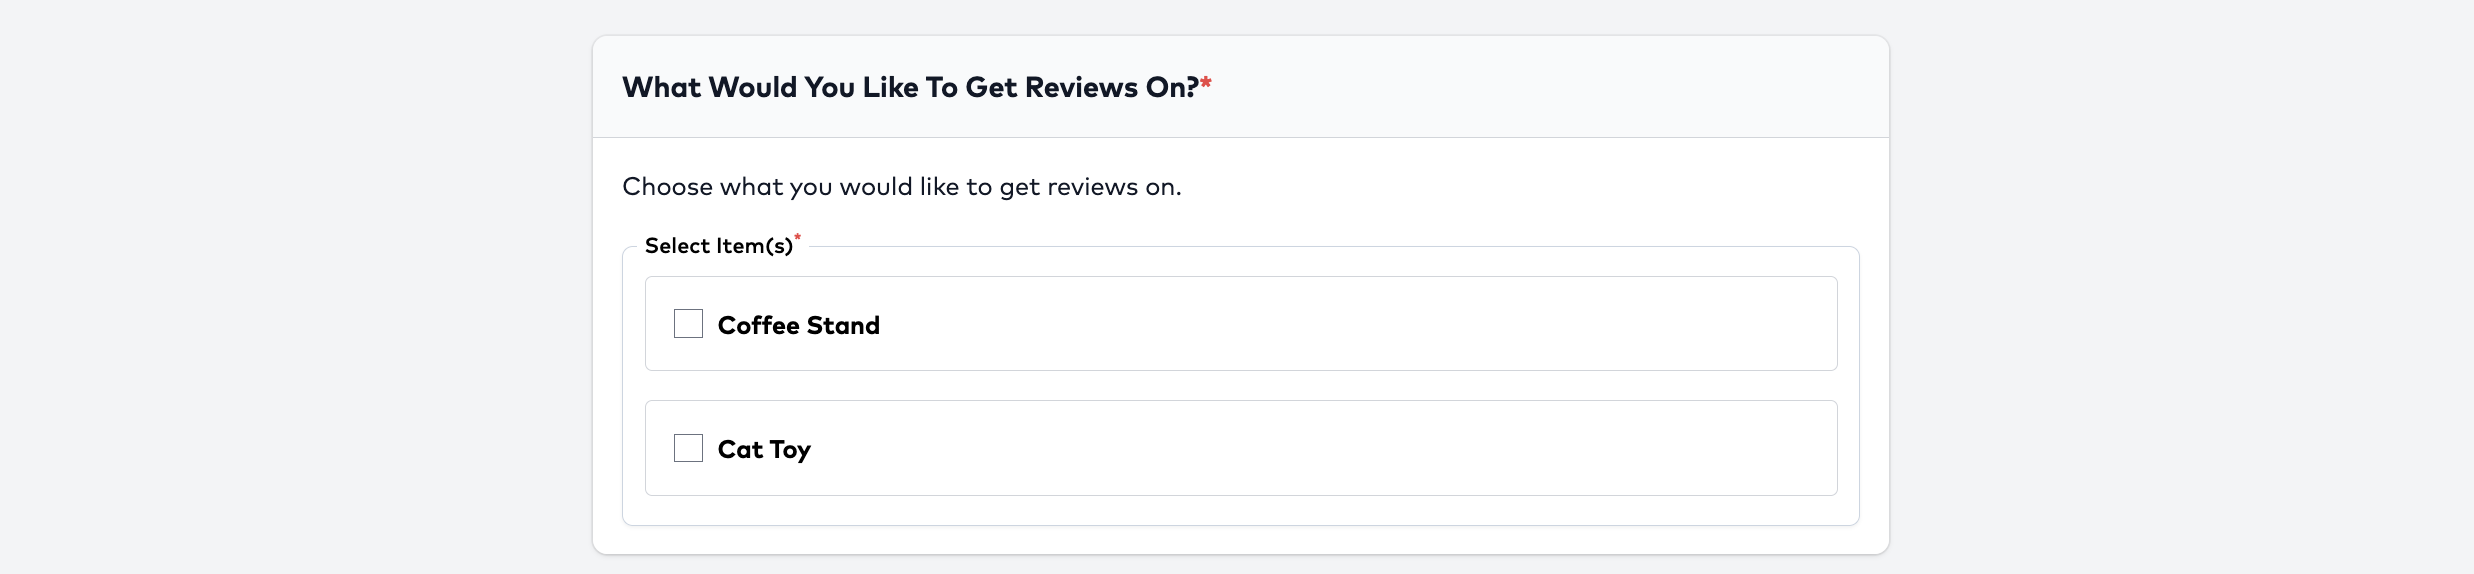 What Would You Like To Get Reviews On?*
Choose what you would like to get reviews on.
Select Item(s)*
Coffee Stand
Cat Toy